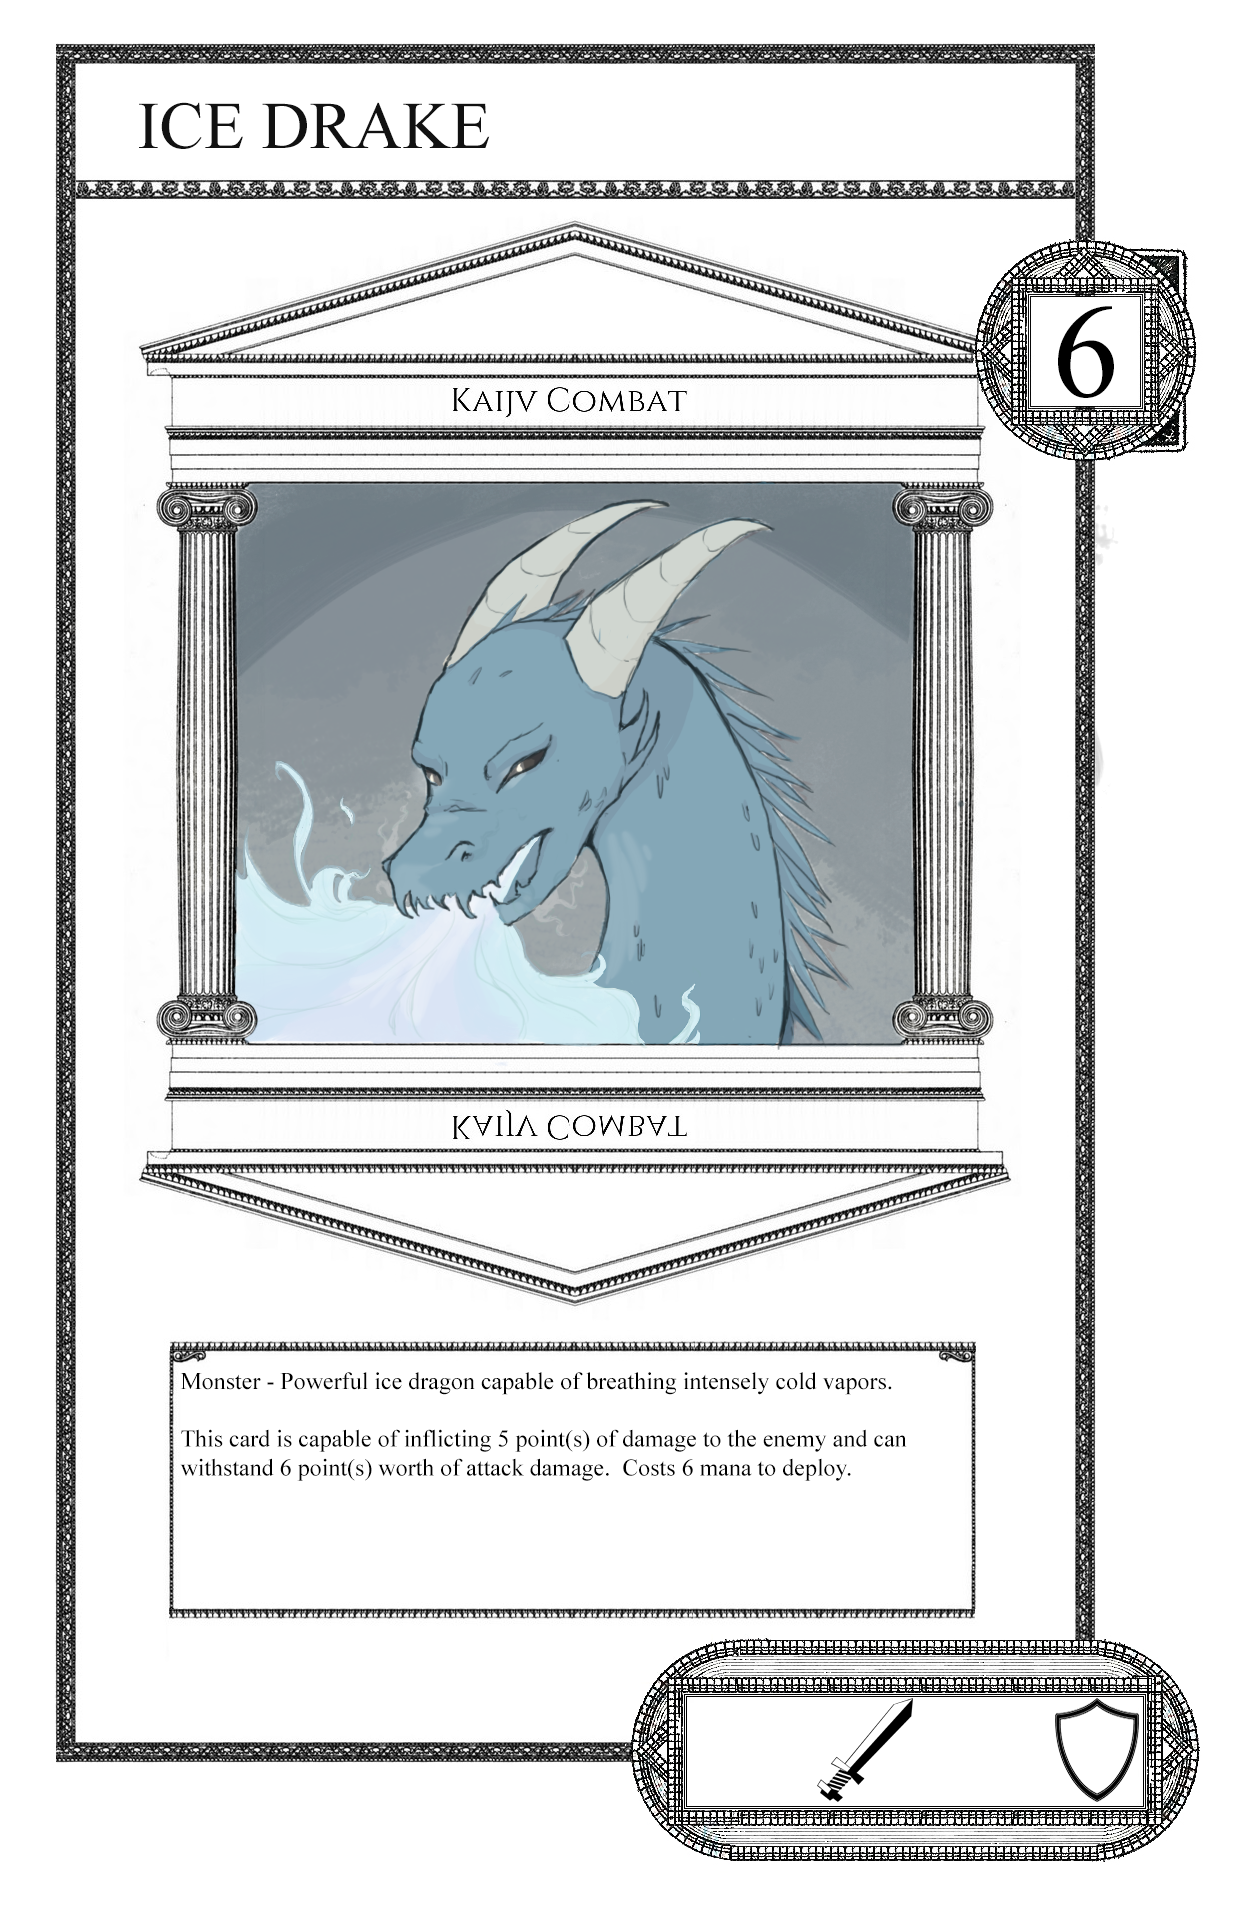 ICE DRAKE
6
KAIJV COMBAT
KAIJV COMBAT
Monster - Powerful ice dragon capable of breathing intensely cold vapors.
This card is capable of inflicting 5 point(s) of damage to the enemy and can
withstand 6 point(s) worth of attack damage.  Costs 6 mana to deploy.